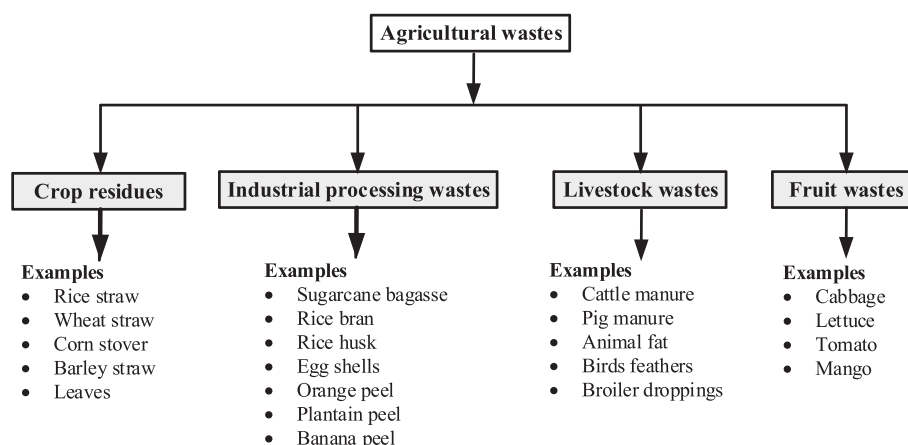 Agricultural wastes
Crop residues
Industrial processing wastes
Livestock wastes
Fruit wastes
Examples
• Rice straw
• Wheat straw
• Corn stover
• Barley straw
• Leaves
Examples
• Sugarcane bagasse
• Rice bran
• Rice husk
• Egg shells
• Orange peel
• Plantain peel
• Banana peel
Examples
• Cattle manure
• Pig manure
• Animal fat
• Birds feathers
• Broiler droppings
Examples
• Cabbage
• Lettuce
• Tomato
• Mango